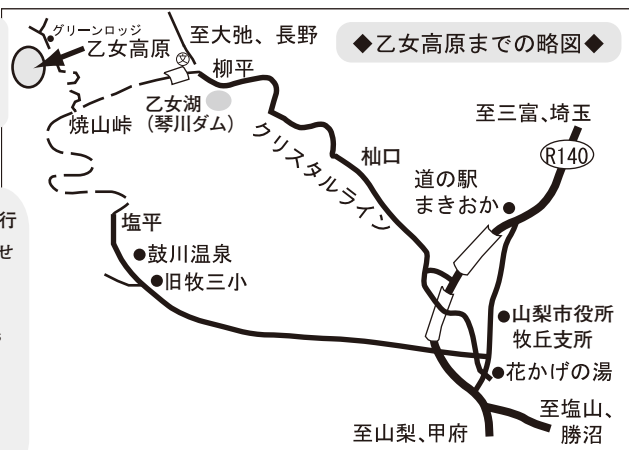 グリーンロッジ
乙女高原
文
至大弛、長野
◆乙女高原までの略図◆
柳平
乙女湖
(琴川ダム)
焼山峠
クリスタルライン
杣口
至三富、埼玉
R140
道の駅
まきおか
行
せ
塩平
鼓川温泉
旧牧三小
山梨市役所
牧丘支所
花かげの湯
至塩山、
勝沼
至山梨、甲府